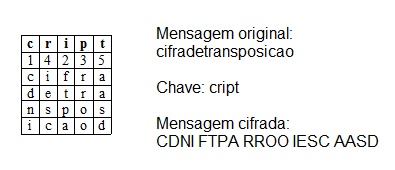 c r i p t
1 4 2 3 5
c i f r a
d e t r a
n s p o s
i c a o d
Mensagem original:
cifradetransposicao
Chave: cript
Mensagem cifrada:
CDNI FTPA RROO IESC AASD